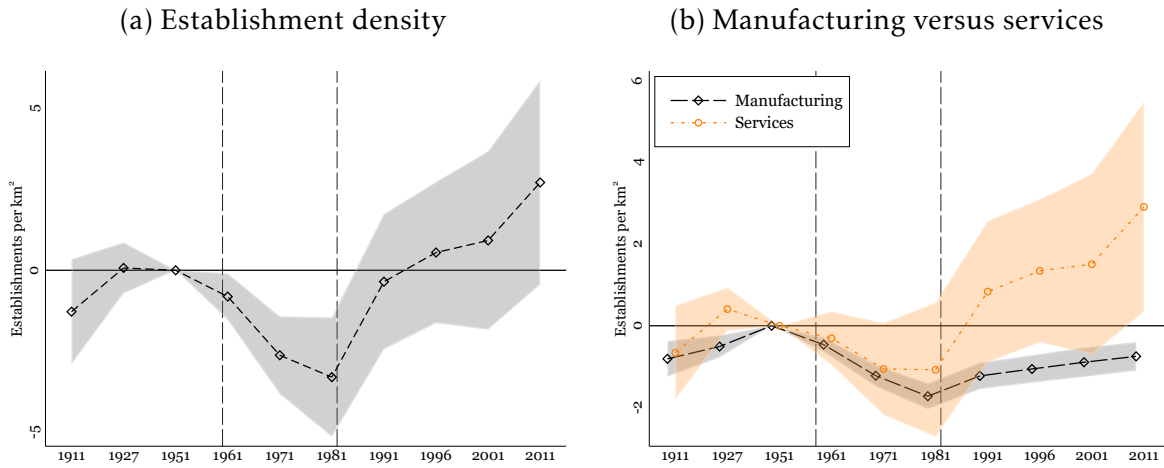 (a) Establishment density
(b) Manufacturing versus services
Establishments per km²
5
0
-5
1911 1927 1951 1961 1971 1981 1991 1996 2001 2011
Establishments per km²
6
4
2
0
-2
Manufacturing
Services
1911 1927 1951 1961 1971 1981 1991 1996 2001 2011